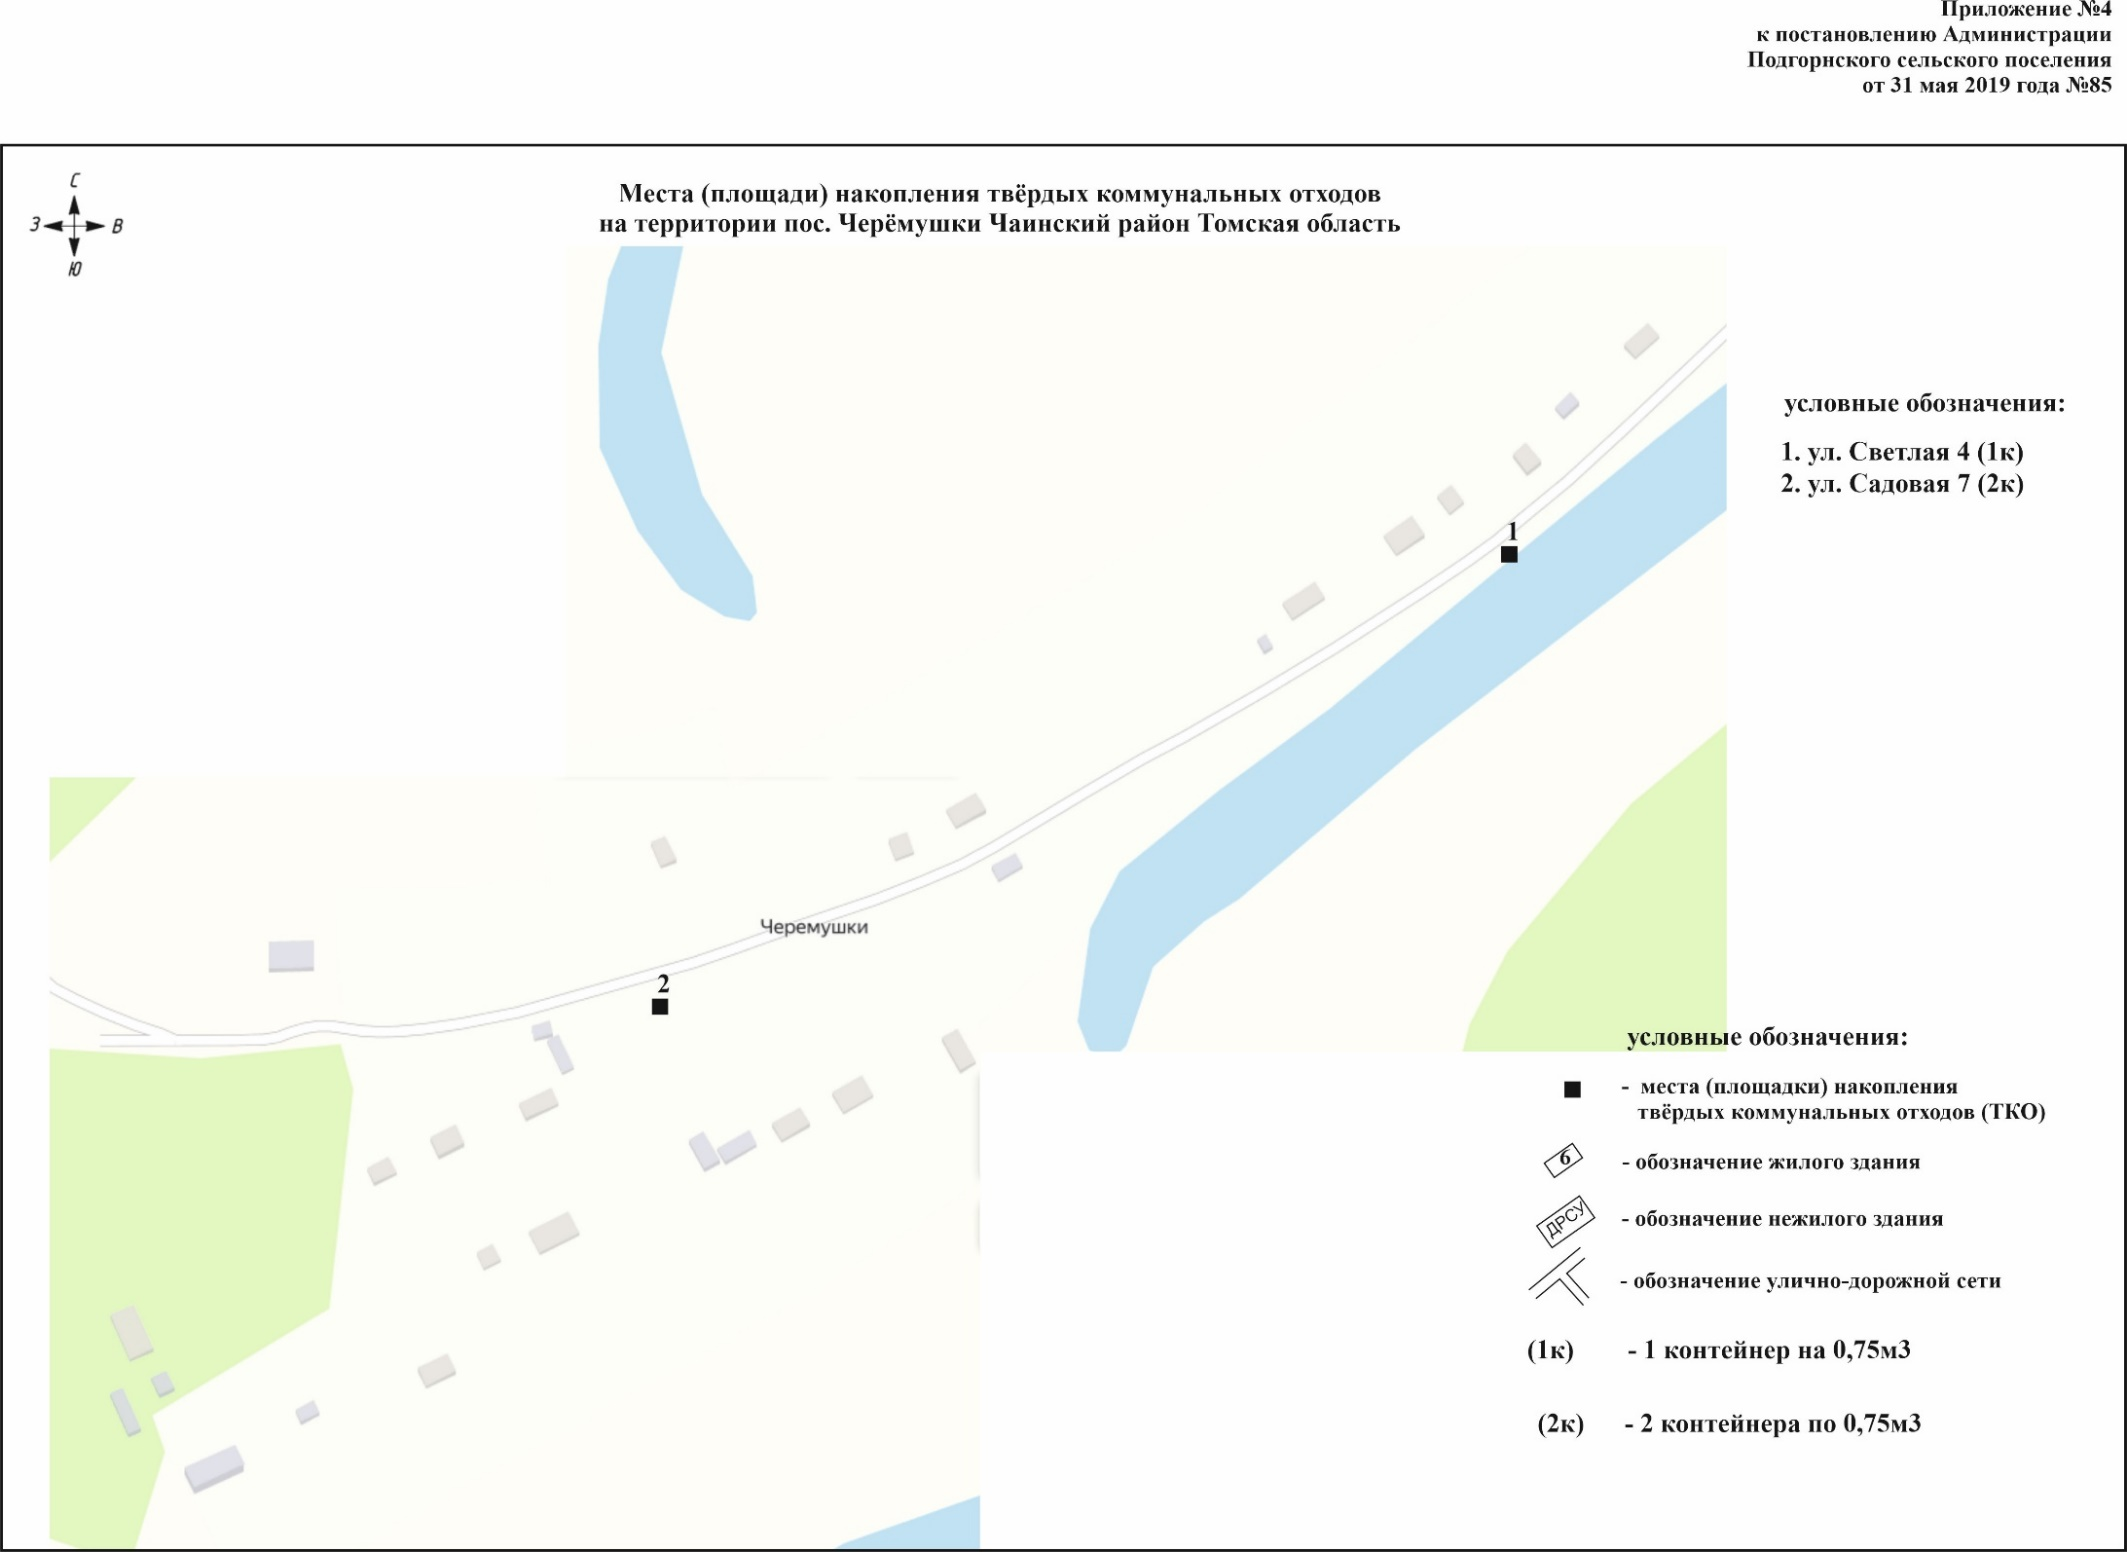 Приложение №4
к постановлению Администрации
Подгорнского сельского поселения
от 31 мая 2019 года №85
С
З В
Ю
Места (площади) накопления твёрдых коммунальных отходов
на территории пос. Черёмушки Чаинский район Томская область
условные обозначения:
1. ул. Светлая 4 (1к)
2. ул. Садовая 7 (2к)
1
Черемушки
2
условные обозначения:
- места (площадки) накопления
твёрдых коммунальных отходов (ТКО)
6 - обозначение жилого здания
ДРСУ - обозначение нежилого здания
- обозначение улично-дорожной сети
(1к) - 1 контейнер на 0,75м3
(2к) - 2 контейнера по 0,75м3